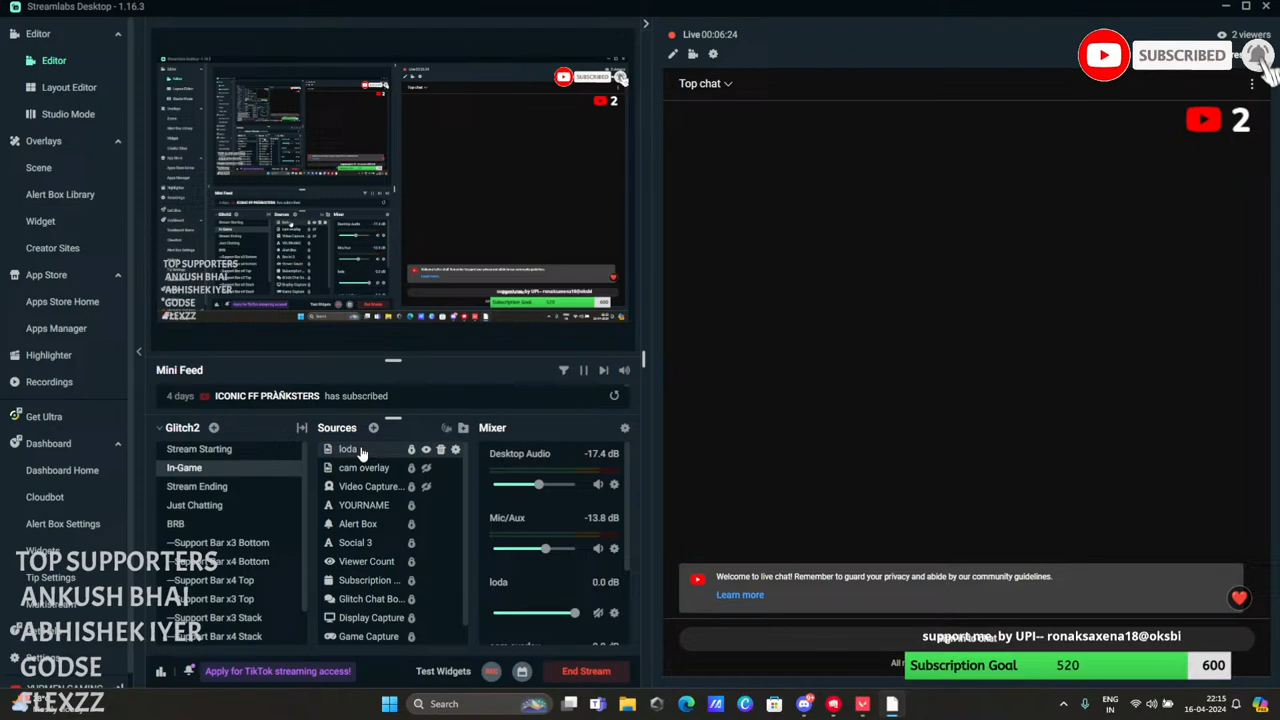 Streamlabs Desktop - 1.16.3
Editor
Editor
Layout Editor
Studio Mode
Overlays
Scene
Alert Box Library
Widget
Creator Sites
App Store
App Store Home
Apps Manager
Highlighter
Recordings
Get Ultra
Dashboard
Dashboard Home
Cloudbot
Alert Box Settings
Widgets
Tip Settings
TOP SUPPORTERS
ANKUSH BHAI
ABHISHEK IYER
GODSE
FLEXZZ
Mini Feed
4 days ICONIC FF PRÀÑKSTERS has subscribed
Glitch2
Stream Starting
In-Game
Stream Ending
Just Chatting
BRB
--Support Bar x3 Bottom
--Support Bar x4 Bottom
--Support Bar x4 Top
--Support Bar x3 Top
--Support Bar x3 Stack
--Support Bar x4 Stack
Sources
loda
cam overlay
Video Capture...
YOURNAME
Alert Box
Social 3
Viewer Count
Subscription ...
Glitch Chat Bo...
Display Capture
Game Capture
Mixer
Desktop Audio -17.4 dB
Mic/Aux -13.8 dB
loda 0.0 dB
Apply for TikTok streaming access!
Test Widgets
REC
End Stream
Live 00:06:24
2 viewers
SUBSCRIBED
Top chat
2
Welcome to live chat! Remember to guard your privacy and abide by our community guidelines.
Learn more
support me by UPI-- ronaksaxena18@oksbi
Subscription Goal 520 600
Search
ENG
IN
22:15
16-04-2024